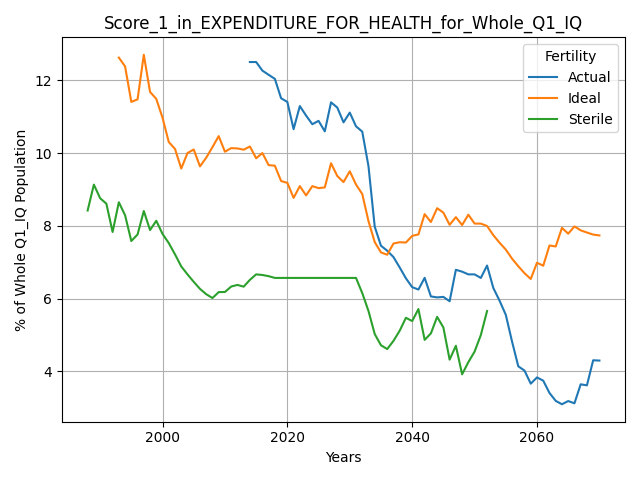 Score_1_in_EXPENDITURE_FOR_HEALTH_for_Whole_Q1_IQ
Fertility
Actual
Ideal
Sterile
% of Whole Q1_IQ Population
12
10
8
6
4
2000
2020
2040
2060
Years